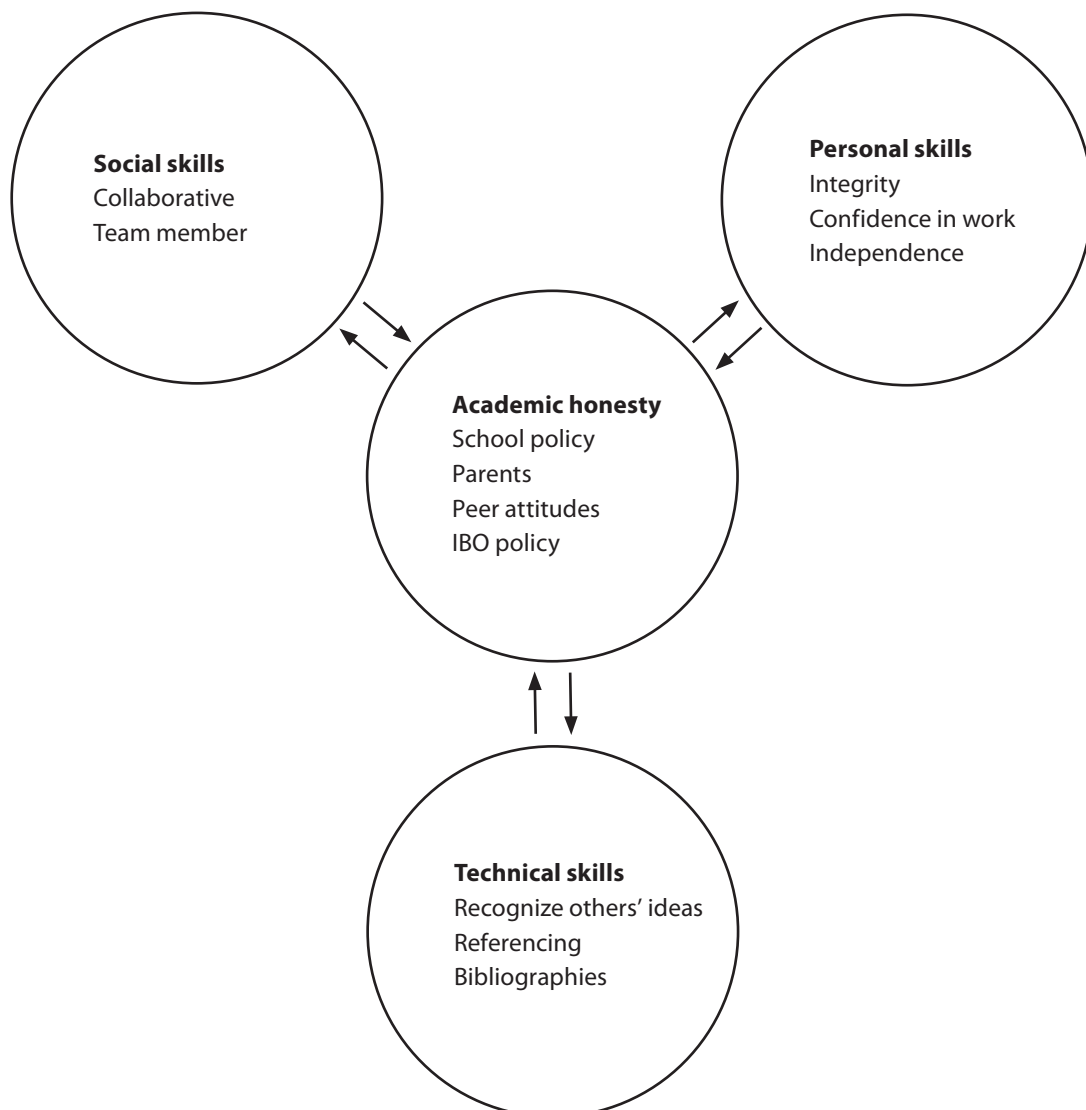 Social skills
Collaborative
Team member
Personal skills
Integrity
Confidence in work
Independence
Academic honesty
School policy
Parents
Peer attitudes
IBO policy
Technical skills
Recognize others’ ideas
Referencing
Bibliographies